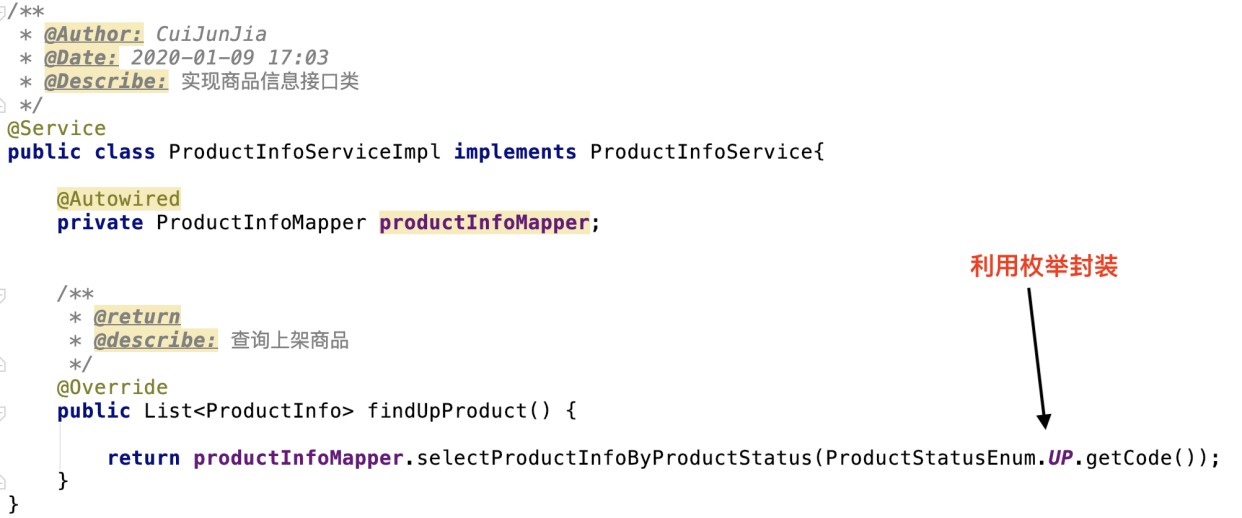 /**
 * @Author: CuiJunJia
 * @Date: 2020-01-09 17:03
 * @Describe: 实现商品信息接口类
 */
@Service
public class ProductInfoServiceImpl implements ProductInfoService{
    @Autowired
    private ProductInfoMapper productInfoMapper;
利用枚举封装
    /**
     * @return
     * @describe: 查询上架商品
     */
    @Override
    public List<ProductInfo> findUpProduct() {
        return productInfoMapper.selectProductInfoByProductStatus(ProductStatusEnum.UP.getCode());
    }
}